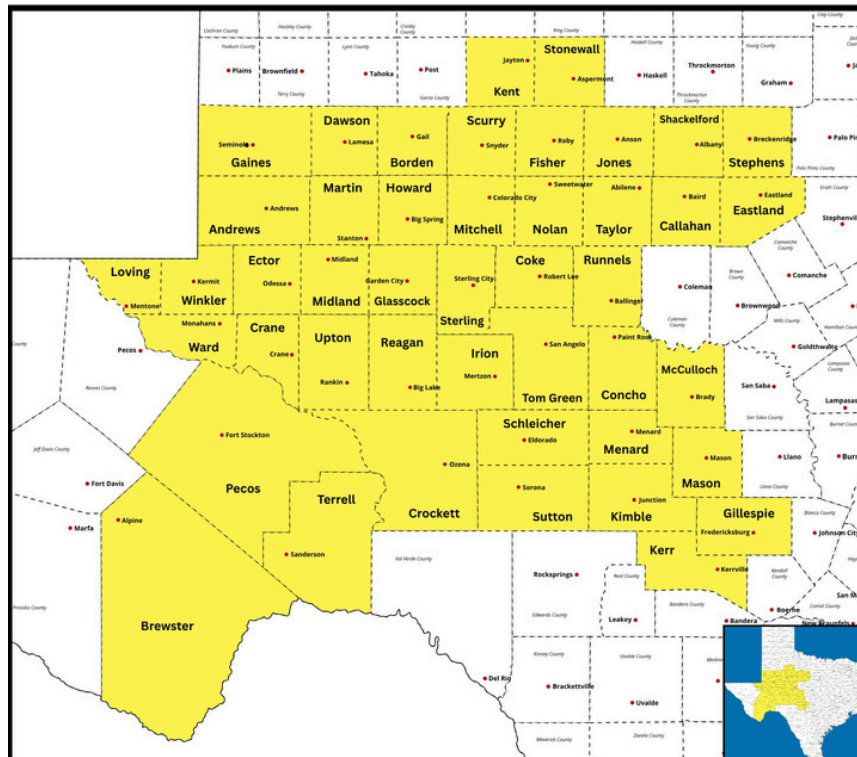 Cochran County
Hockley County
Crosby County
King County
Clay County
Yoakum County
Lynn County
Stonewall
Haskell County
Young County
Plains
Brownfield
Tahoka
Post
Jayton
Aspermont
Haskell
Throckmorton
Graham
Terry County
Garza County
Kent
Throckmorton County
Dawson
Scurry
Shackelford
Seminole
Lamesa
Gail
Snyder
Roby
Anson
Albany
Breckenridge
Palo Pin
Gaines
Borden
Fisher
Jones
Stephens
Palo Pinto County
Martin
Howard
Sweetwater
Abilene
Baird
Eastland
Erath County
Andrews
Colorado City
Big Spring
Stephenvill
Andrews
Stanton
Mitchell
Nolan
Taylor
Callahan
Eastland
Comanche County
Loving
Ector
Midland
Coke
Runnels
Kermit
Odessa
Garden City
Sterling City
Robert Lee
Coleman
Brown County
Comanche
Mentone
Winkler
Midland
Glasscock
Ballinger
Brownwood
Monahans
Crane
Sterling
Coleman County
Mills County
Hamilton Cou
Ward
Upton
Reagan
Irion
San Angelo
Paint Rock
Goldthwaite
Pecos
Crane
McCulloch
Lampasas County
Reeves County
Rankin
Big Lake
Mertzon
Tom Green
Concho
Brady
San Saba
Lampasas
San Saba County
Burnet County
Fort Stockton
Schleicher
Eldorado
Menard
Menard
Mason
Llano
Burn
Jeff Davis County
Ozona
Mason
Llano County
Fort Davis
Pecos
Terrell
Sorona
Junction
Gillespie
Blanco County
Marfa
Alpine
Crockett
Sutton
Kimble
Fredericksburg
Johnson City
Sanderson
Val Verde County
Kerr
Kerrville
Kendall County
Rocksprings
Real County
Presidio County
Edwards County
Bandera County
Boerne
Comal County
San M
Brewster
Leakey
Bandera
New Braunfels
Kinney County
Uvalde County
Medin
Del Rio
Brackettville
Uvalde
Maverick County
Zavala County